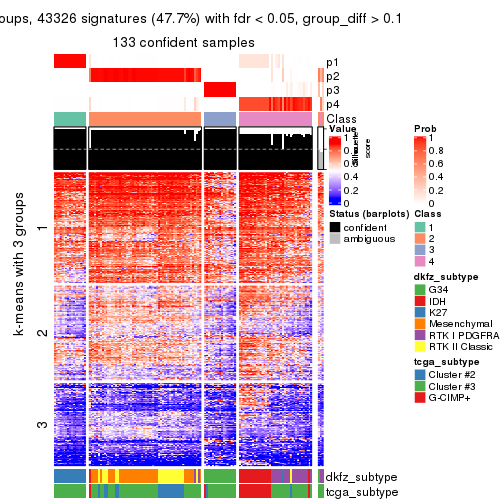 oups, 43326 signatures (47.7%) with fdr < 0.05, group_diff > 0.1
133 confident samples
p1
p2
p3
p4
Class
Silhouette
score
k-means with 3 groups
1
2
3
dkfz_subtype
tcga_subtype
Value
1
0.8
0.6
0.4
0.2
0
Status (barplots)
confident
ambiguous
Prob
1
0.8
0.6
0.4
0.2
0
Class
1
2
3
4
dkfz_subtype
G34
IDH
K27
Mesenchymal
RTK I PDGFRA
RTK II Classic
tcga_subtype
Cluster #2
Cluster #3
G-CIMP+